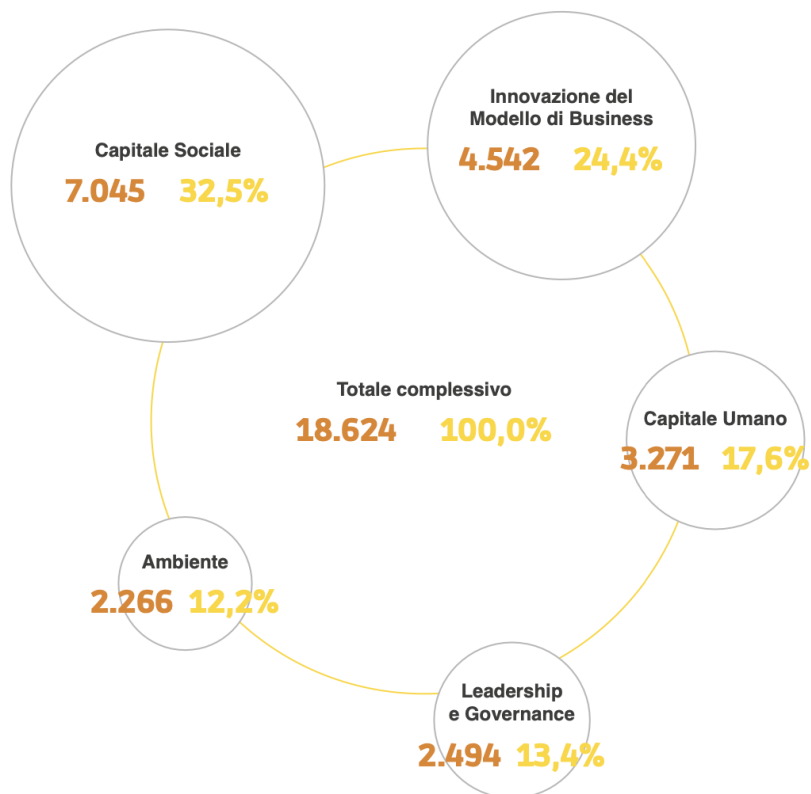 Capitale Sociale
7.045 32,5%
Innovazione del
Modello di Business
4.542 24,4%
Totale complessivo
18.624 100,0%
Capitale Umano
3.271 17,6%
Ambiente
2.266 12,2%
Leadership
e Governance
2.494 13,4%